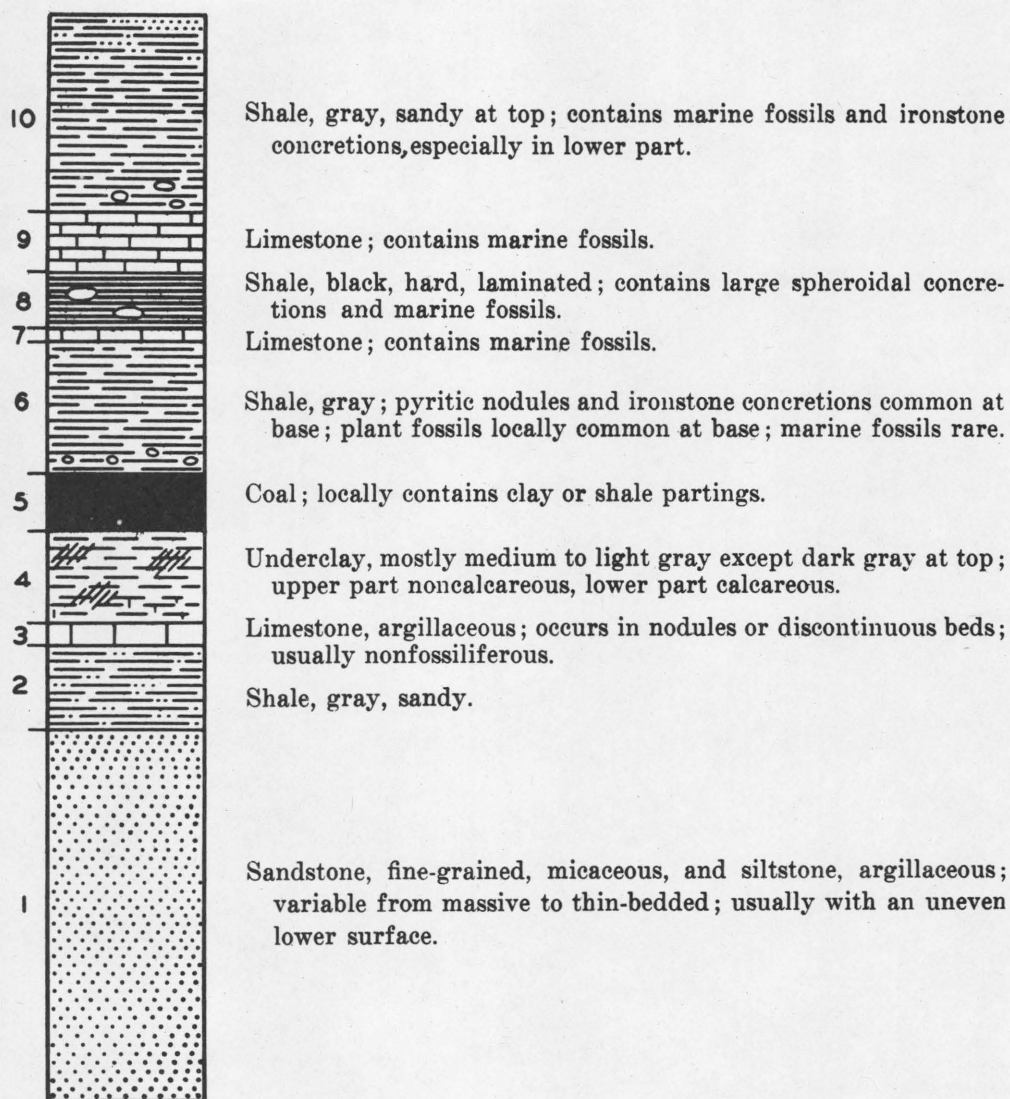 10
Shale, gray, sandy at top; contains marine fossils and ironstone
concretions, especially in lower part.
9
Limestone; contains marine fossils.
8
Shale, black, hard, laminated; contains large spheroidal concre-
tions and marine fossils.
7
Limestone; contains marine fossils.
6
Shale, gray; pyritic nodules and ironstone concretions common at
base; plant fossils locally common at base; marine fossils rare.
5
Coal; locally contains clay or shale partings.
4
Underclay, mostly medium to light gray except dark gray at top;
upper part noncalcareous, lower part calcareous.
3
Limestone, argillaceous; occurs in nodules or discontinuous beds;
usually nonfossiliferous.
2
Shale, gray, sandy.
1
Sandstone, fine-grained, micaceous, and siltstone, argillaceous;
variable from massive to thin-bedded; usually with an uneven
lower surface.